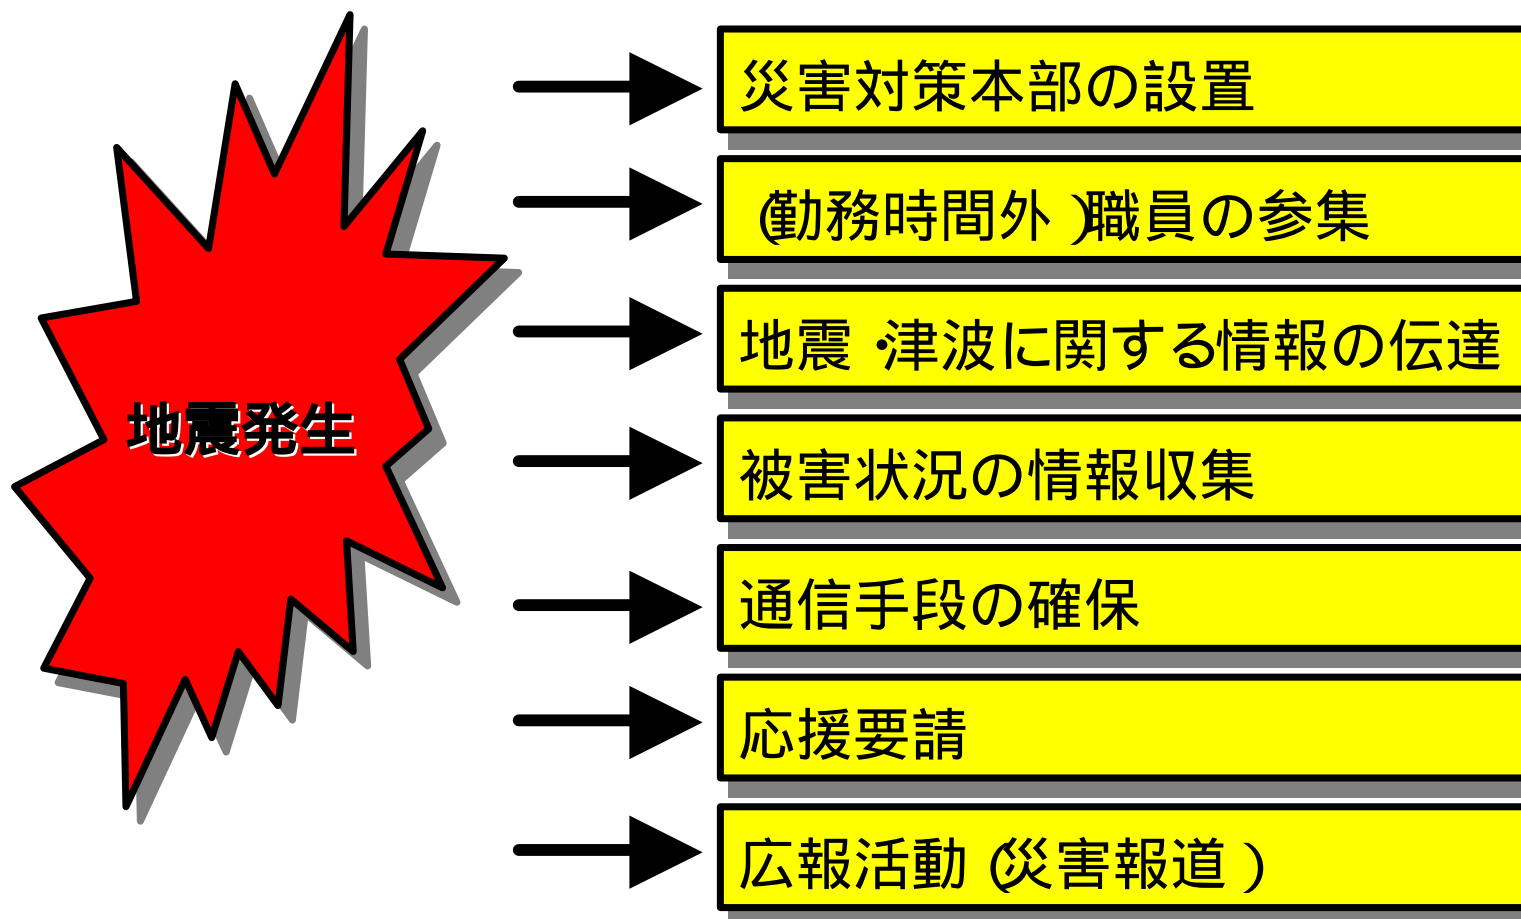 地震発生
災害対策本部の設置
(勤務時間外)職員の参集
地震・津波に関する情報の伝達
被害状況の情報収集
通信手段の確保
応援要請
広報活動(災害報道)